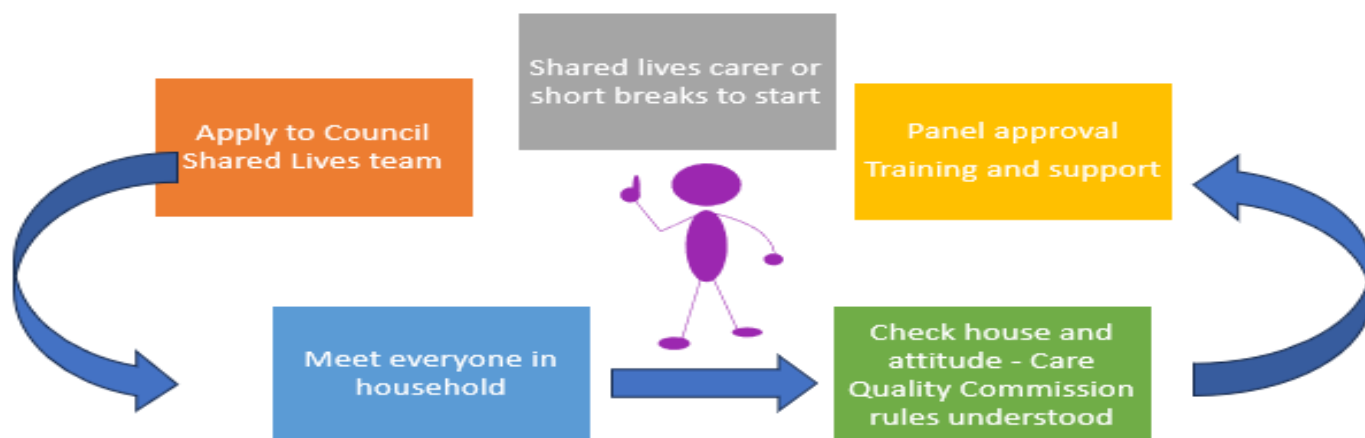 Shared lives carer or
short breaks to start
Apply to Council
Shared Lives team
Panel approval
Training and support
Meet everyone in
household
Check house and
attitude - Care
Quality Commission
rules understood